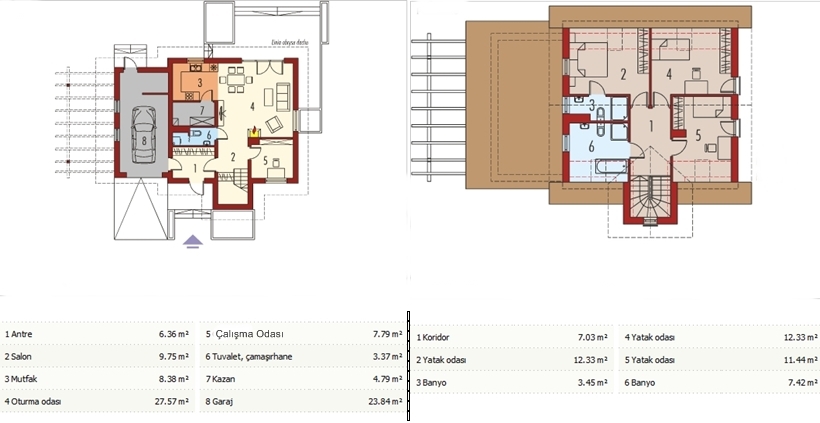 Linia obrysu dachu
3
4
7
8
6
1
2
5
2
4
3
1
5
6
1 Antre 6.36 m² 5 Çalışma Odası 7.79 m²
2 Salon 9.75 m² 6 Tuvalet, çamaşırhane 3.37 m²
3 Mutfak 8.38 m² 7 Kazan 4.79 m²
4 Oturma odası 27.57 m² 8 Garaj 23.84 m²
1 Koridor 7.03 m² 4 Yatak odası 12.33 m²
2 Yatak odası 12.33 m² 5 Yatak odası 11.44 m²
3 Banyo 3.45 m² 6 Banyo 7.42 m²